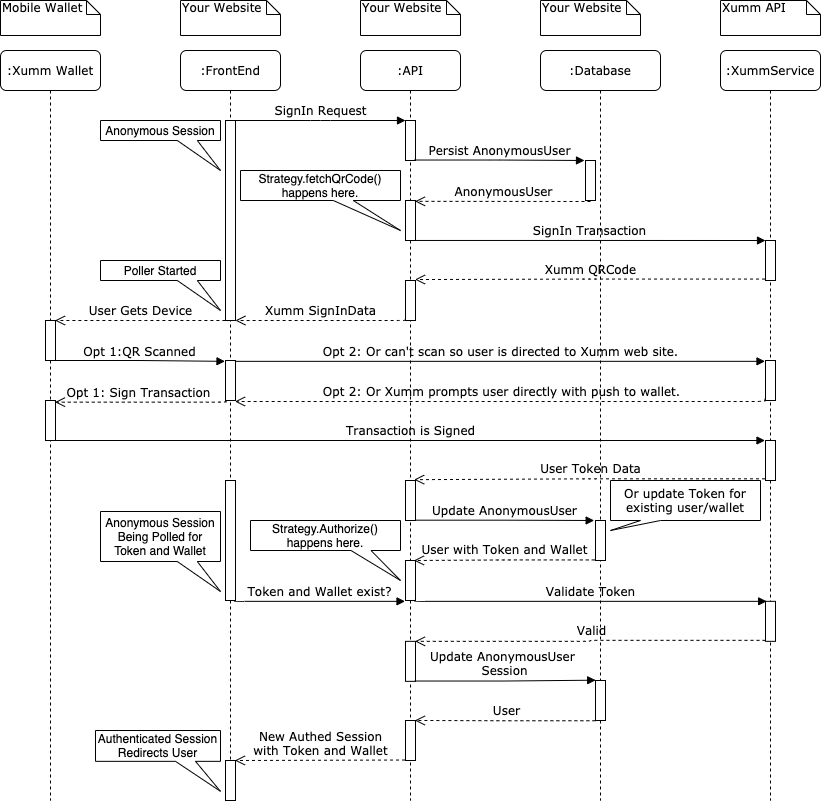 Mobile Wallet
Your Website
Your Website
Your Website
Xumm API
:Xumm Wallet
:FrontEnd
:API
:Database
:XummService
SignIn Request
Anonymous Session
Persist AnonymousUser
Strategy.fetchQrCode()
happens here.
AnonymousUser
SignIn Transaction
Poller Started
Xumm QRCode
User Gets Device
Xumm SignInData
Opt 1:QR Scanned
Opt 2: Or can't scan so user is directed to Xumm web site.
Opt 1: Sign Transaction
Opt 2: Or Xumm prompts user directly with push to wallet.
Transaction is Signed
User Token Data
Or update Token for
existing user/wallet
Update AnonymousUser
Anonymous Session
Being Polled for
Token and Wallet
Strategy.Authorize()
happens here.
User with Token and Wallet
Token and Wallet exist?
Validate Token
Valid
Update AnonymousUser
Session
User
Authenticated Session
Redirects User
New Authed Session
with Token and Wallet